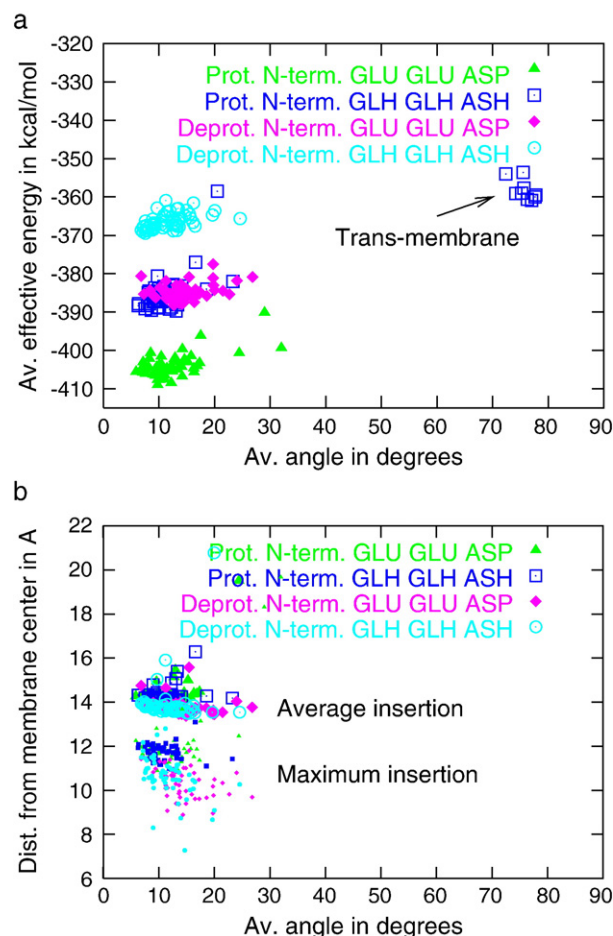 a
-320
-330
-340
-350
-360
-370
-380
-390
-400
-410
Av. effective energy in kcal/mol
Prot. N-term. GLU GLU ASP
Prot. N-term. GLH GLH ASH
Deprot. N-term. GLU GLU ASP
Deprot. N-term. GLH GLH ASH
Trans-membrane
0 10 20 30 40 50 60 70 80 90
Av. angle in degrees
b
22
20
18
16
14
12
10
8
6
Dist. from membrane center in A
Prot. N-term. GLU GLU ASP
Prot. N-term. GLH GLH ASH
Deprot. N-term. GLU GLU ASP
Deprot. N-term. GLH GLH ASH
Average insertion
Maximum insertion
0 10 20 30 40 50 60 70 80 90
Av. angle in degrees